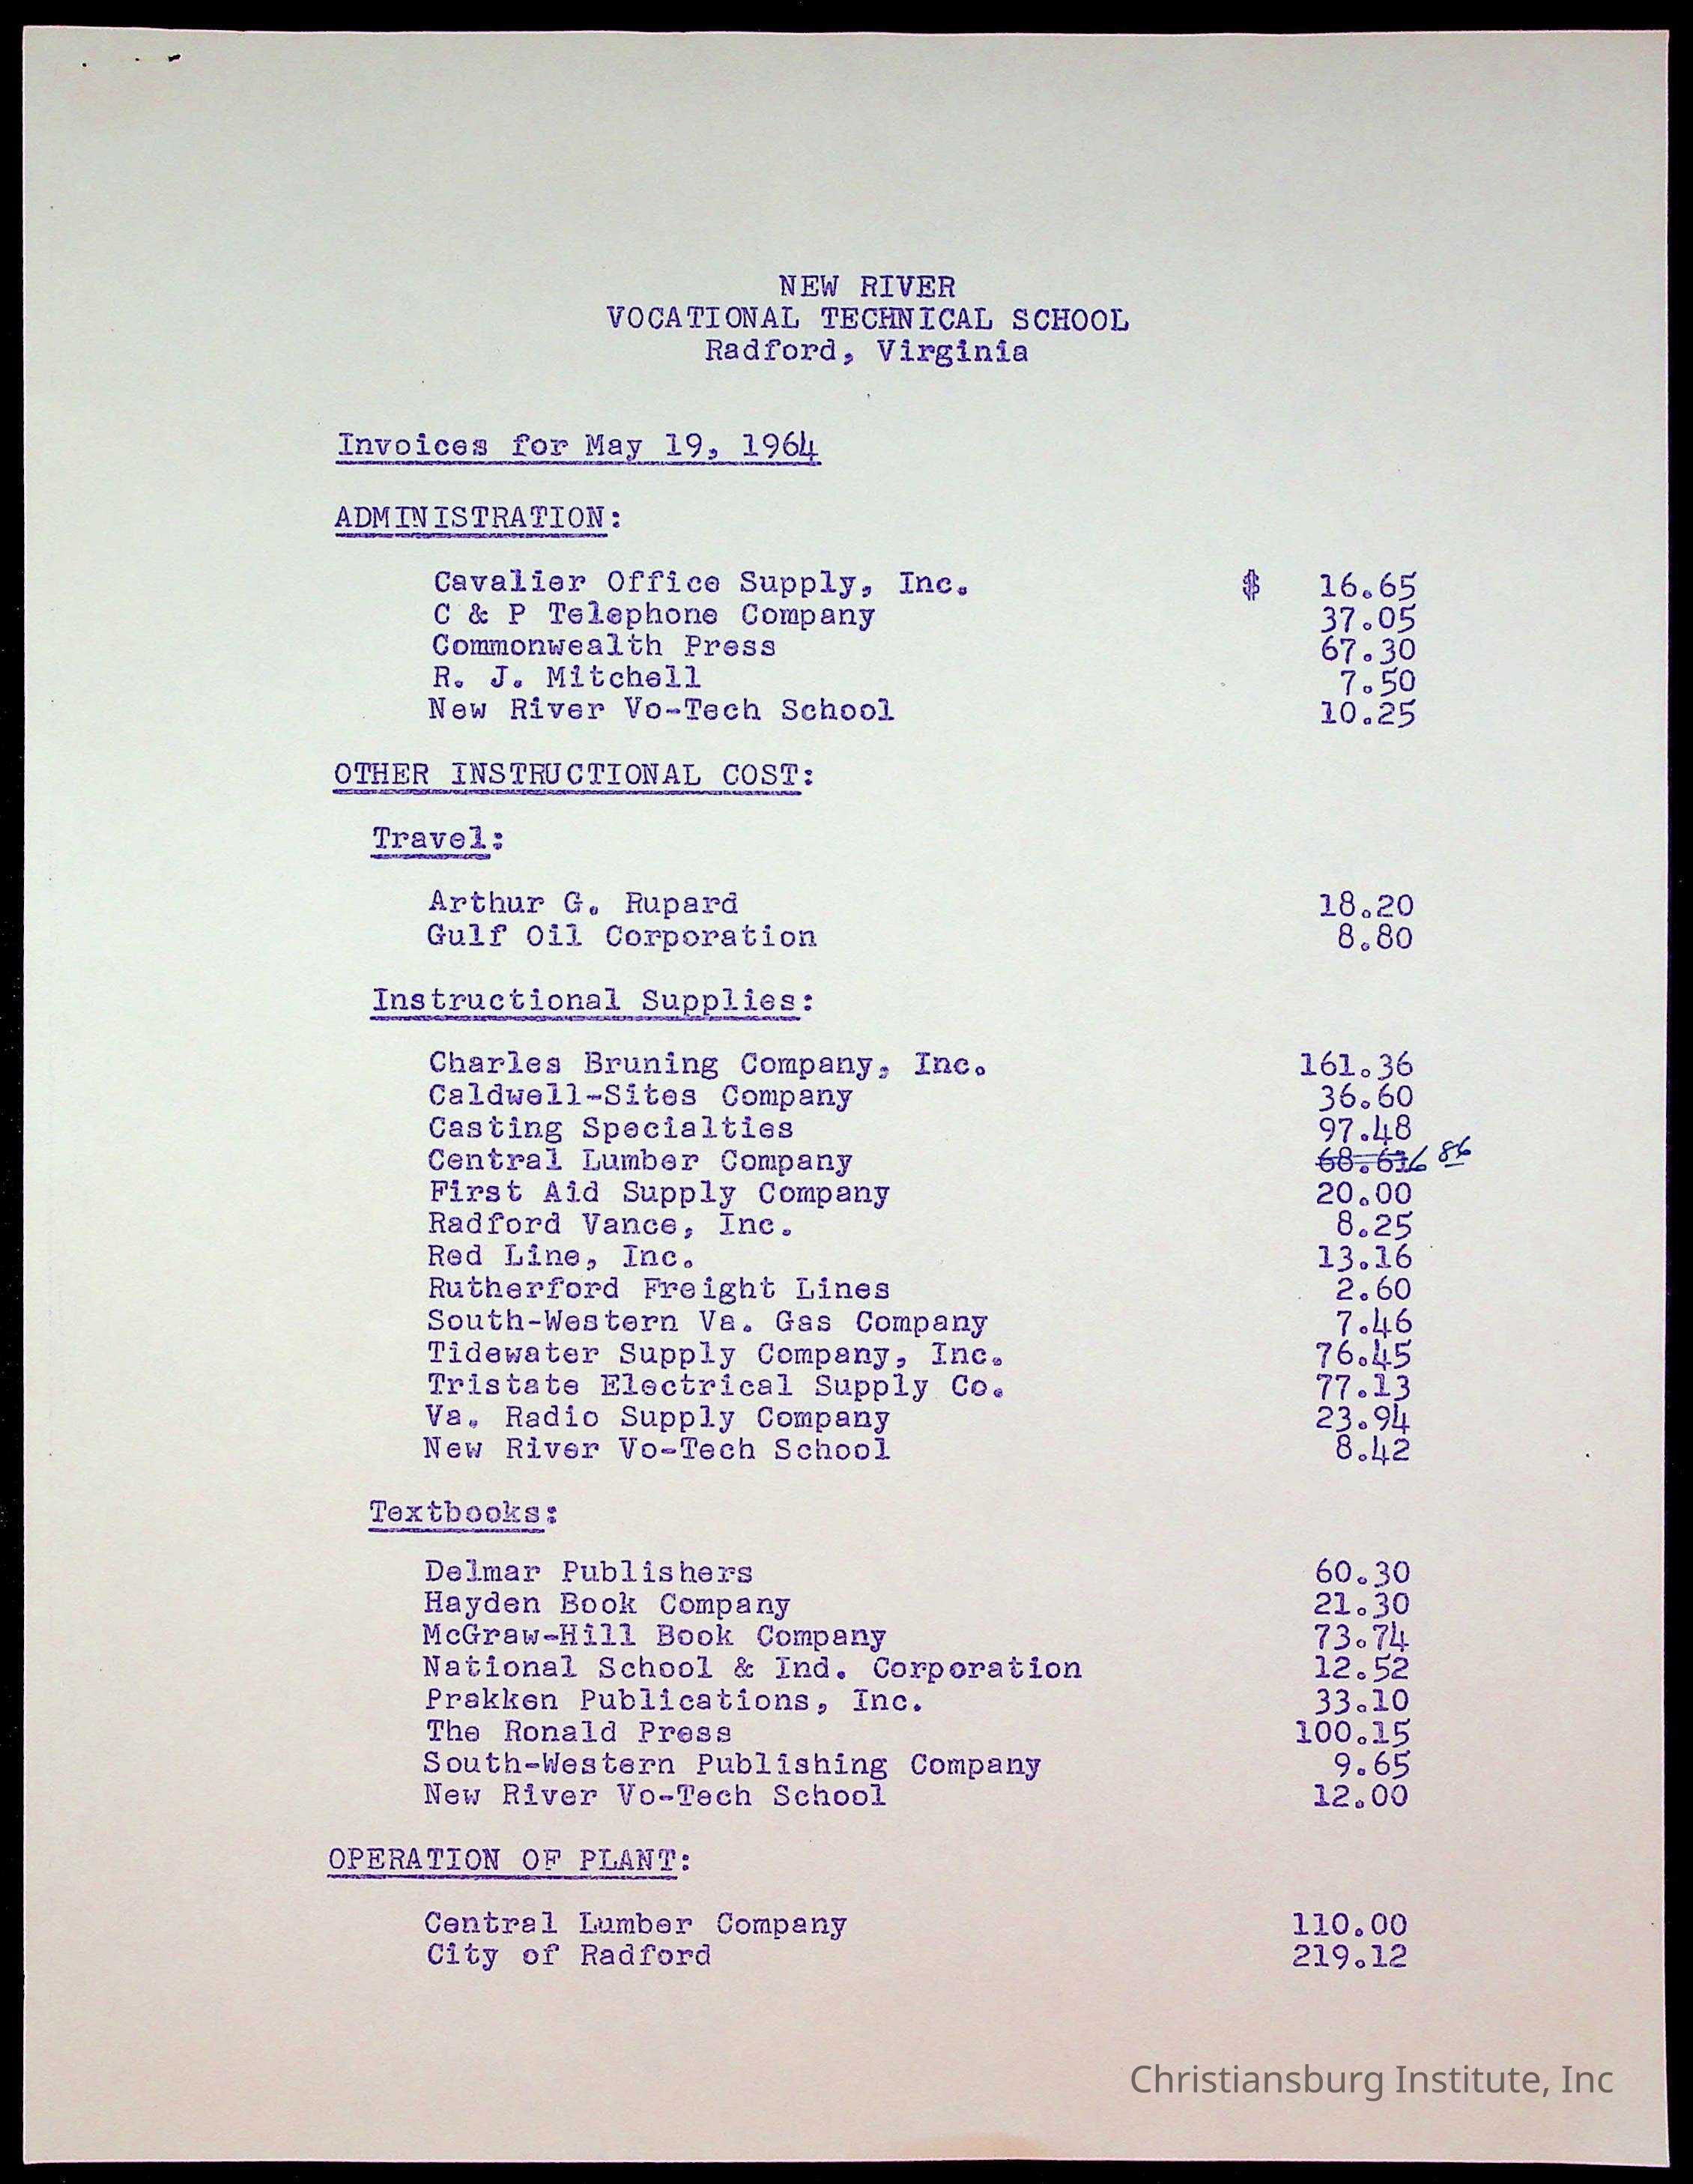 NEW RIVER
VOCATIONAL TECHNICAL SCHOOL
Radford, Virginia
Invoices for May 19, 1964
ADMINISTRATION:
Cavalier Office Supply, Inc. $ 16.65
C & P Telephone Company 37.05
Commonwealth Press 67.30
R. J. Mitchell 7.50
New River Vo-Tech School 10.25
OTHER INSTRUCTIONAL COST:
Travel:
Arthur G. Rupard 18.20
Gulf Oil Corporation 8.80
Instructional Supplies:
Charles Bruning Company, Inc. 161.36
Caldwell-Sites Company 36.60
Casting Specialties 97.48
Central Lumber Company 86
First Aid Supply Company 20.00
Radford Vance, Inc. 8.25
Red Line, Inc. 13.16
Rutherford Freight Lines 2.60
South-Western Va. Gas Company 7.46
Tidewater Supply Company, Inc. 76.45
Tristate Electrical Supply Co. 77.13
Va. Radio Supply Company 23.94
New River Vo-Tech School 8.42
Textbooks:
Delmar Publishers 60.30
Hayden Book Company 21.30
McGraw-Hill Book Company 73.74
National School & Ind. Corporation 12.52
Prakken Publications, Inc. 33.10
The Ronald Press 100.15
South-Western Publishing Company 9.65
New River Vo-Tech School 12.00
OPERATION OF PLANT:
Central Lumber Company 110.00
City of Radford 219.12
Christiansburg Institute, Inc